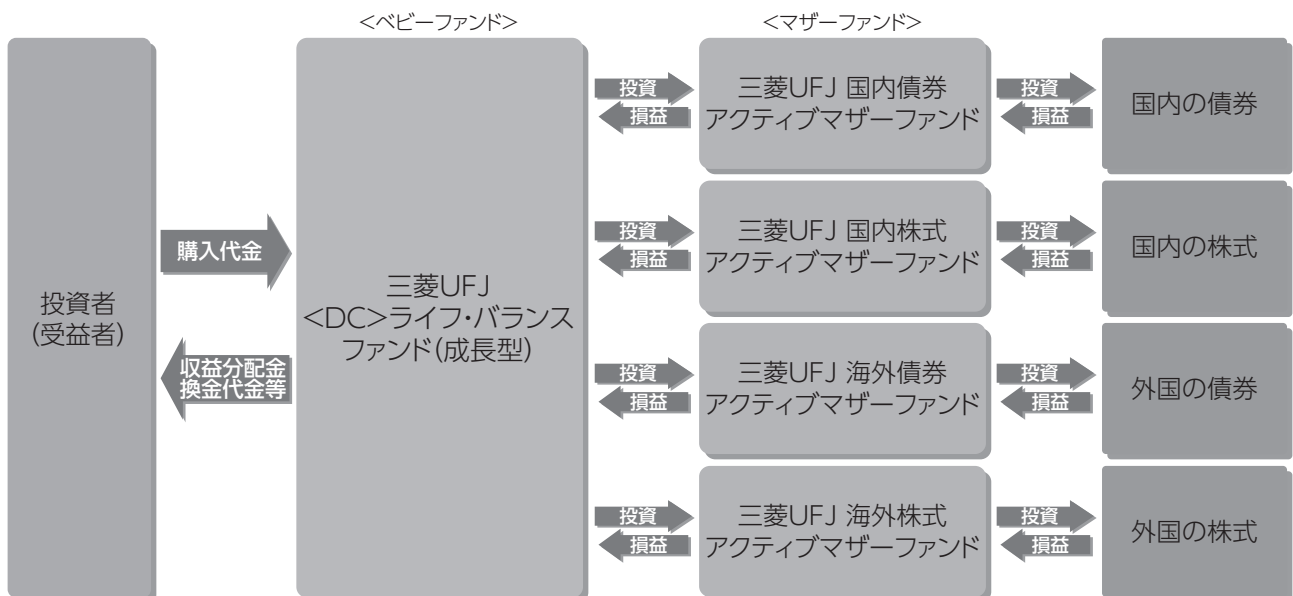 <ベビーファンド>
<マザーファンド>
投資者
(受益者)
購入代金
収益分配金
換金代金等
三菱UFJ
<DC>ライフ・バランス
ファンド(成長型)
投資
損益
三菱UFJ 国内債券
アクティブマザーファンド
投資
損益
国内の債券
投資
損益
三菱UFJ 国内株式
アクティブマザーファンド
投資
損益
国内の株式
投資
損益
三菱UFJ 海外債券
アクティブマザーファンド
投資
損益
外国の債券
投資
損益
三菱UFJ 海外株式
アクティブマザーファンド
投資
損益
外国の株式